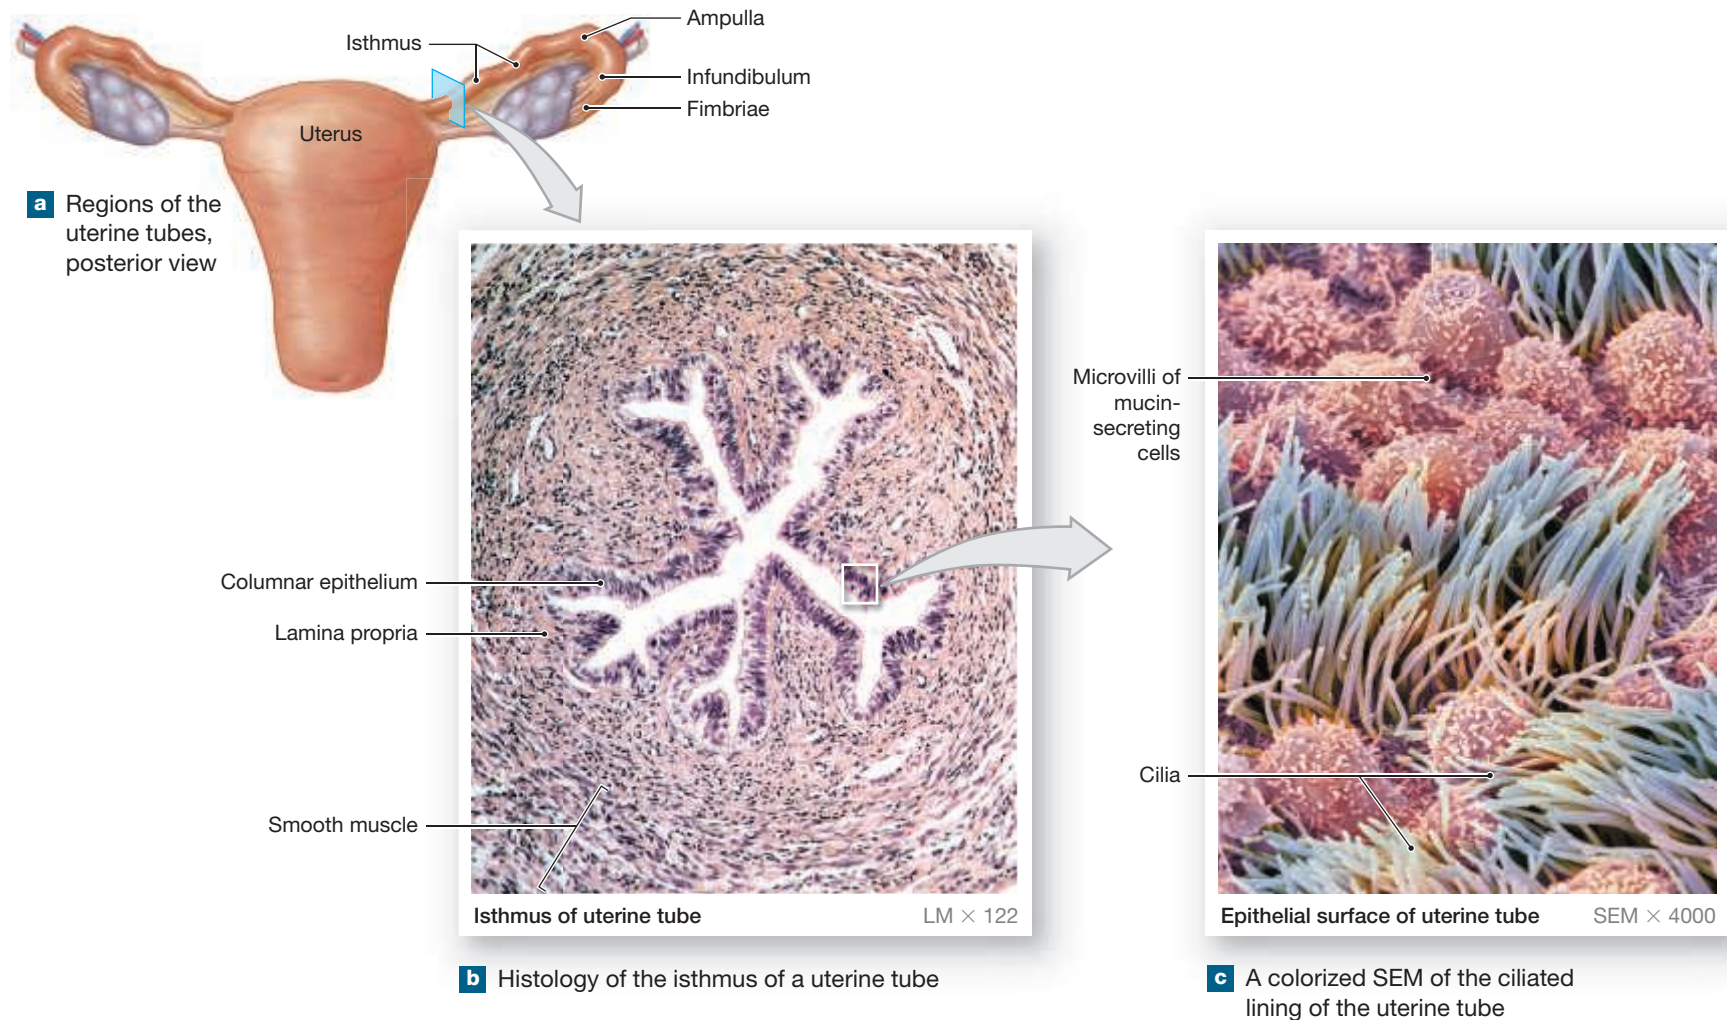 Ampulla
Isthmus
Infundibulum
Fimbriae
Uterus
a Regions of the
uterine tubes,
posterior view
Columnar epithelium
Lamina propria
Smooth muscle
Isthmus of uterine tube LM × 122
b Histology of the isthmus of a uterine tube
Microvilli of
mucin-
secreting
cells
Cilia
Epithelial surface of uterine tube SEM × 4000
c A colorized SEM of the ciliated
lining of the uterine tube